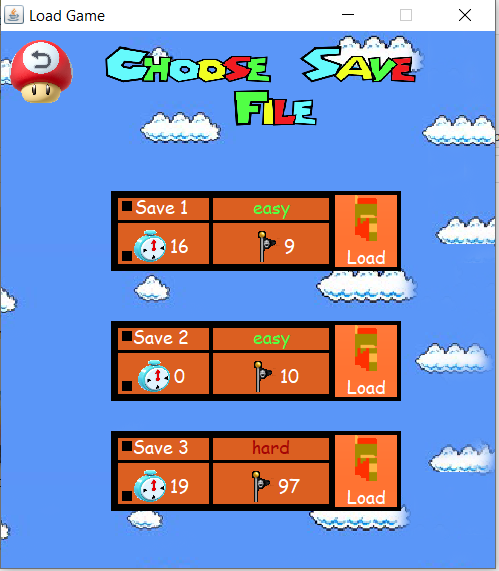 Load Game
Choose Save
File
Save 1 easy
16 9 Load
Save 2 easy
0 10 Load
Save 3 hard
19 97 Load